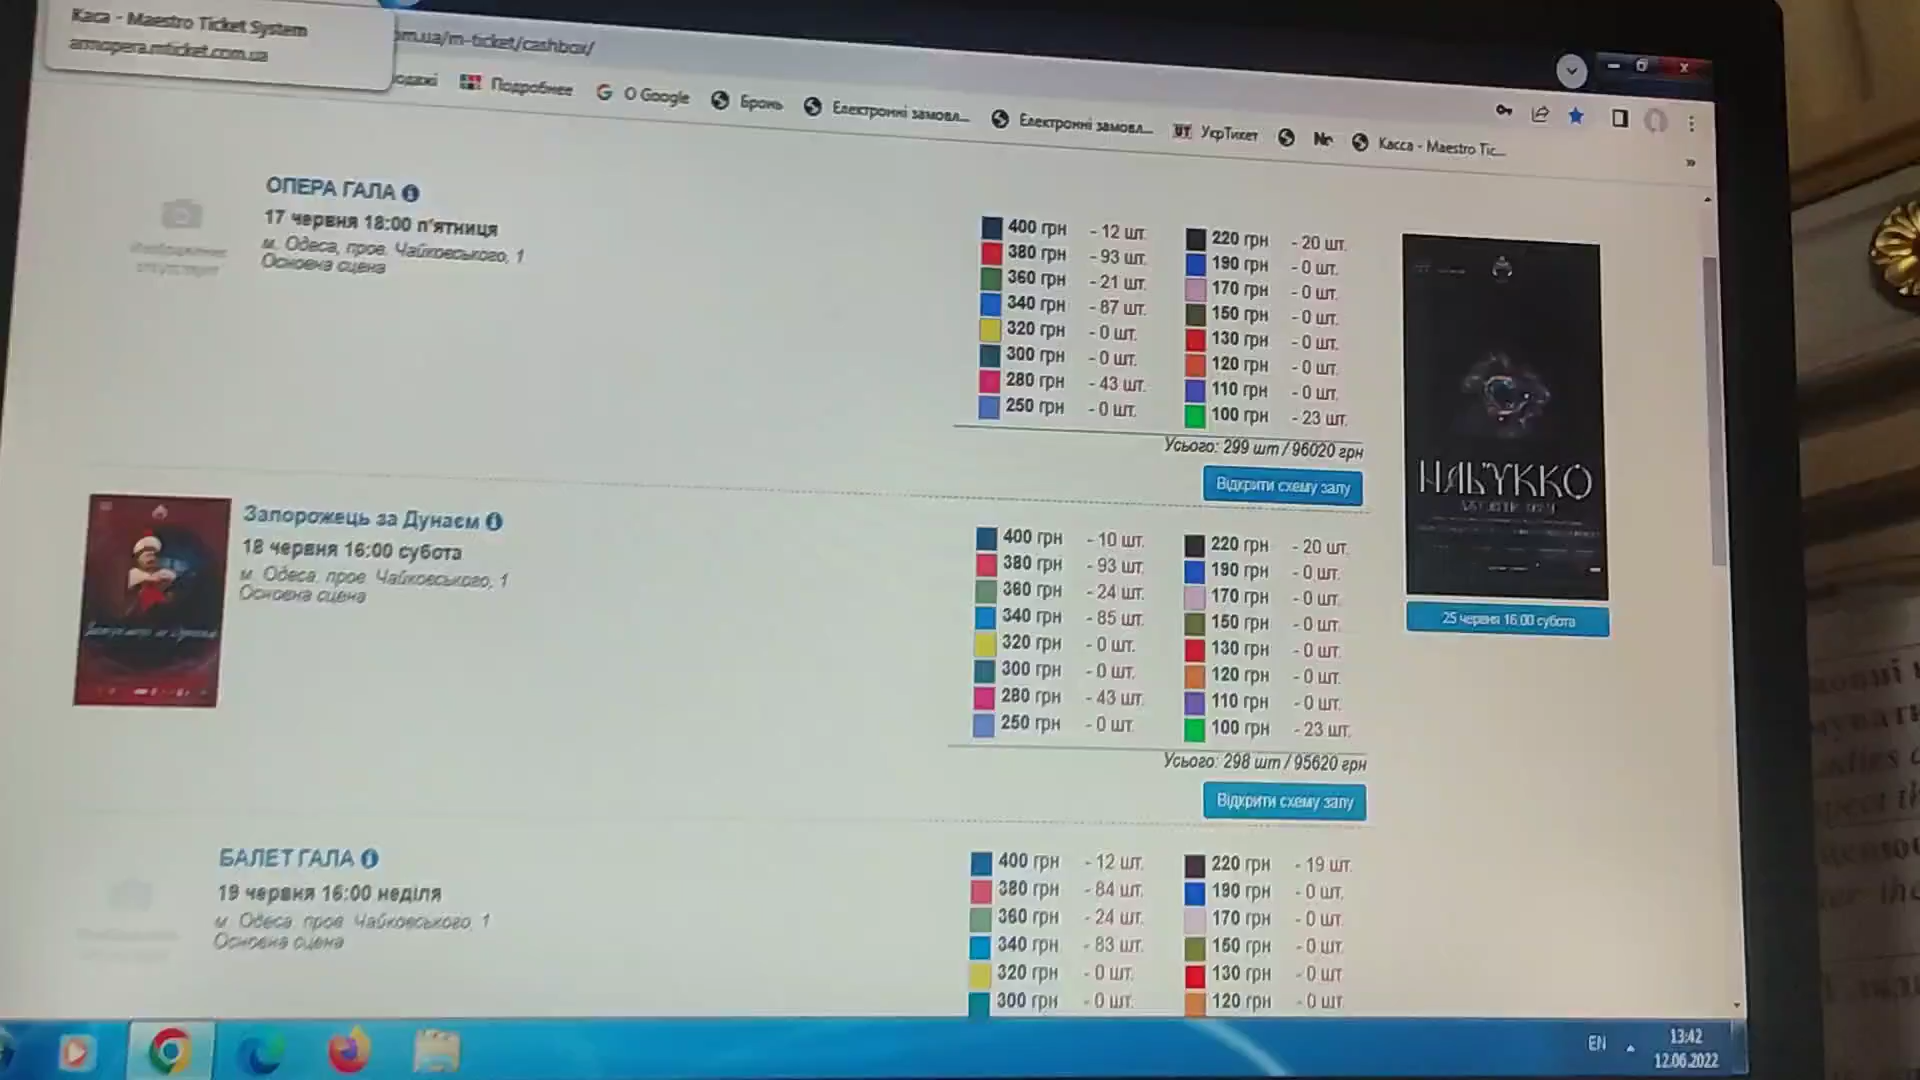 Каса - Maestro Ticket System
armopera.mticket.com.ua
om.ua/m-ticket/cashbox/
одажі
Подробнее
О Google
Бронь
Електронні замовл...
Електронні замовл...
УкрТикет
Касса - Maestro Tic...
ОПЕРА ГАЛА
17 червня 18:00 п'ятниця
м. Одеса, пров. Чайковського, 1
Основна сцена
400 грн - 12 шт.
380 грн - 93 шт.
360 грн - 21 шт.
340 грн - 87 шт.
320 грн - 0 шт.
300 грн - 0 шт.
280 грн - 43 шт.
250 грн - 0 шт.
220 грн - 20 шт.
190 грн - 0 шт.
170 грн - 0 шт.
150 грн - 0 шт.
130 грн - 0 шт.
120 грн - 0 шт.
110 грн - 0 шт.
100 грн - 23 шт.
Усього: 299 шт / 96020 грн
Відкрити схему залу
НАБУККО
25 червня 16:00 субота
Запорожець за Дунаєм
18 червня 16:00 субота
м. Одеса, пров. Чайковського, 1
Основна сцена
400 грн - 10 шт.
380 грн - 93 шт.
360 грн - 24 шт.
340 грн - 85 шт.
320 грн - 0 шт.
300 грн - 0 шт.
280 грн - 43 шт.
250 грн - 0 шт.
220 грн - 20 шт.
190 грн - 0 шт.
170 грн - 0 шт.
150 грн - 0 шт.
130 грн - 0 шт.
120 грн - 0 шт.
110 грн - 0 шт.
100 грн - 23 шт.
Усього: 298 шт / 95620 грн
Відкрити схему залу
БАЛЕТ ГАЛА
19 червня 16:00 неділя
м. Одеса, пров. Чайковського, 1
Основна сцена
400 грн - 12 шт.
380 грн - 84 шт.
360 грн - 24 шт.
340 грн - 83 шт.
320 грн - 0 шт.
300 грн - 0 шт.
220 грн - 19 шт.
190 грн - 0 шт.
170 грн - 0 шт.
150 грн - 0 шт.
130 грн - 0 шт.
120 грн - 0 шт.
EN
13:42
12.06.2022